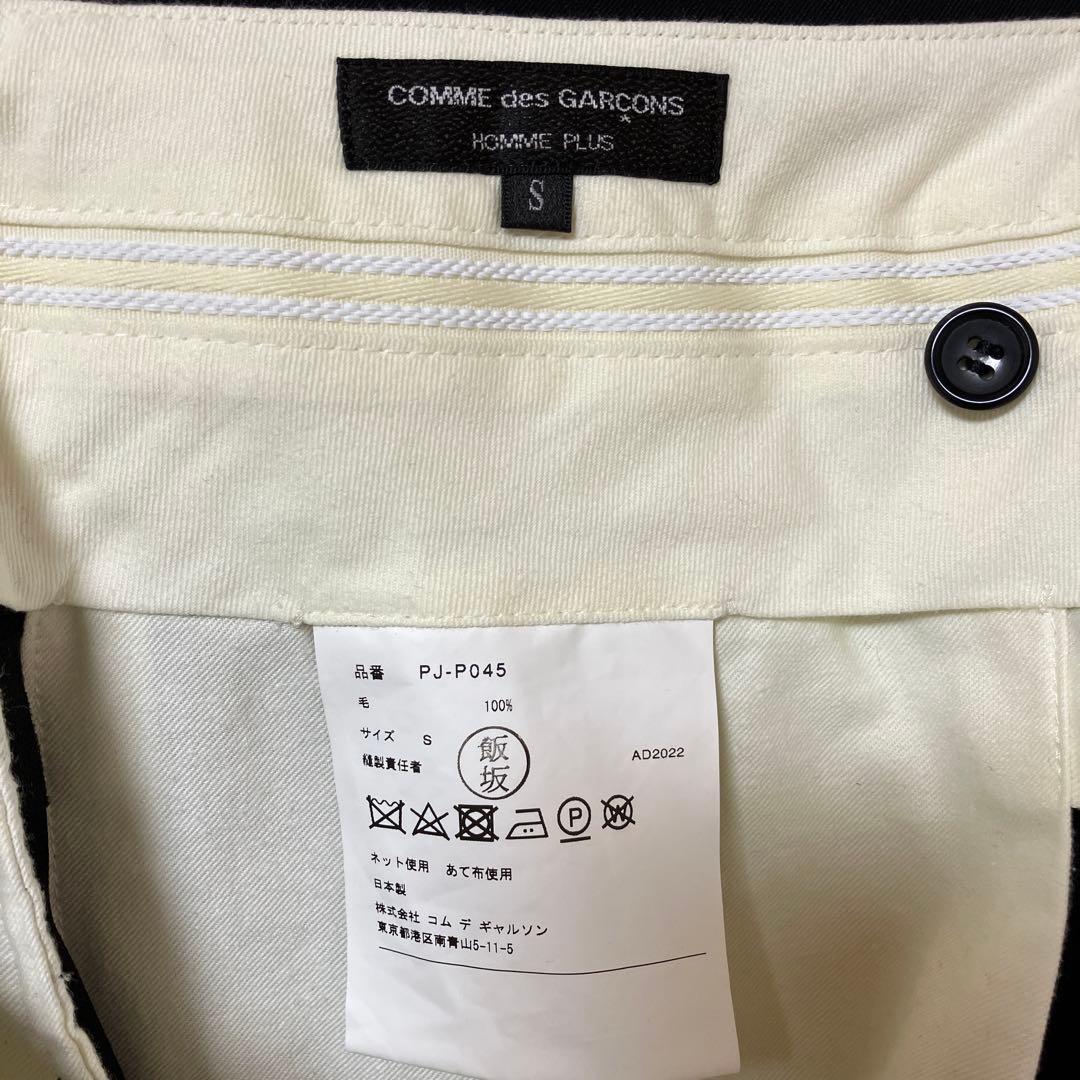 COMME des GARÇONS
HOMME PLUS
S
品番 PJ-P045
毛 100%
サイズ S
縫製責任者 飯坂 AD2022
P W
ネット使用 あて布使用
日本製
株式会社 コム デ ギャルソン
東京都港区南青山5-11-5